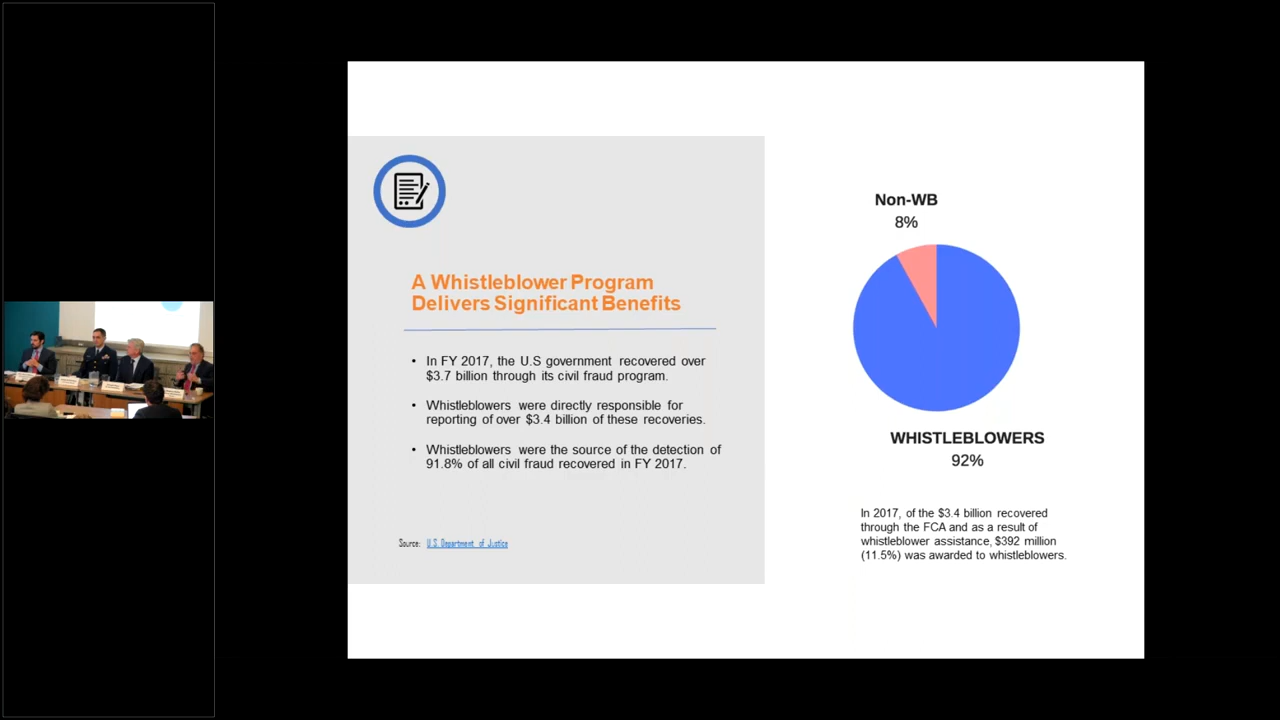 A Whistleblower Program
Delivers Significant Benefits
• In FY 2017, the U.S government recovered over
$3.7 billion through its civil fraud program.
• Whistleblowers were directly responsible for
reporting of over $3.4 billion of these recoveries.
• Whistleblowers were the source of the detection of
91.8% of all civil fraud recovered in FY 2017.
Source: U.S. Department of Justice
Non-WB
8%
WHISTLEBLOWERS
92%
In 2017, of the $3.4 billion recovered
through the FCA and as a result of
whistleblower assistance, $392 million
(11.5%) was awarded to whistleblowers.